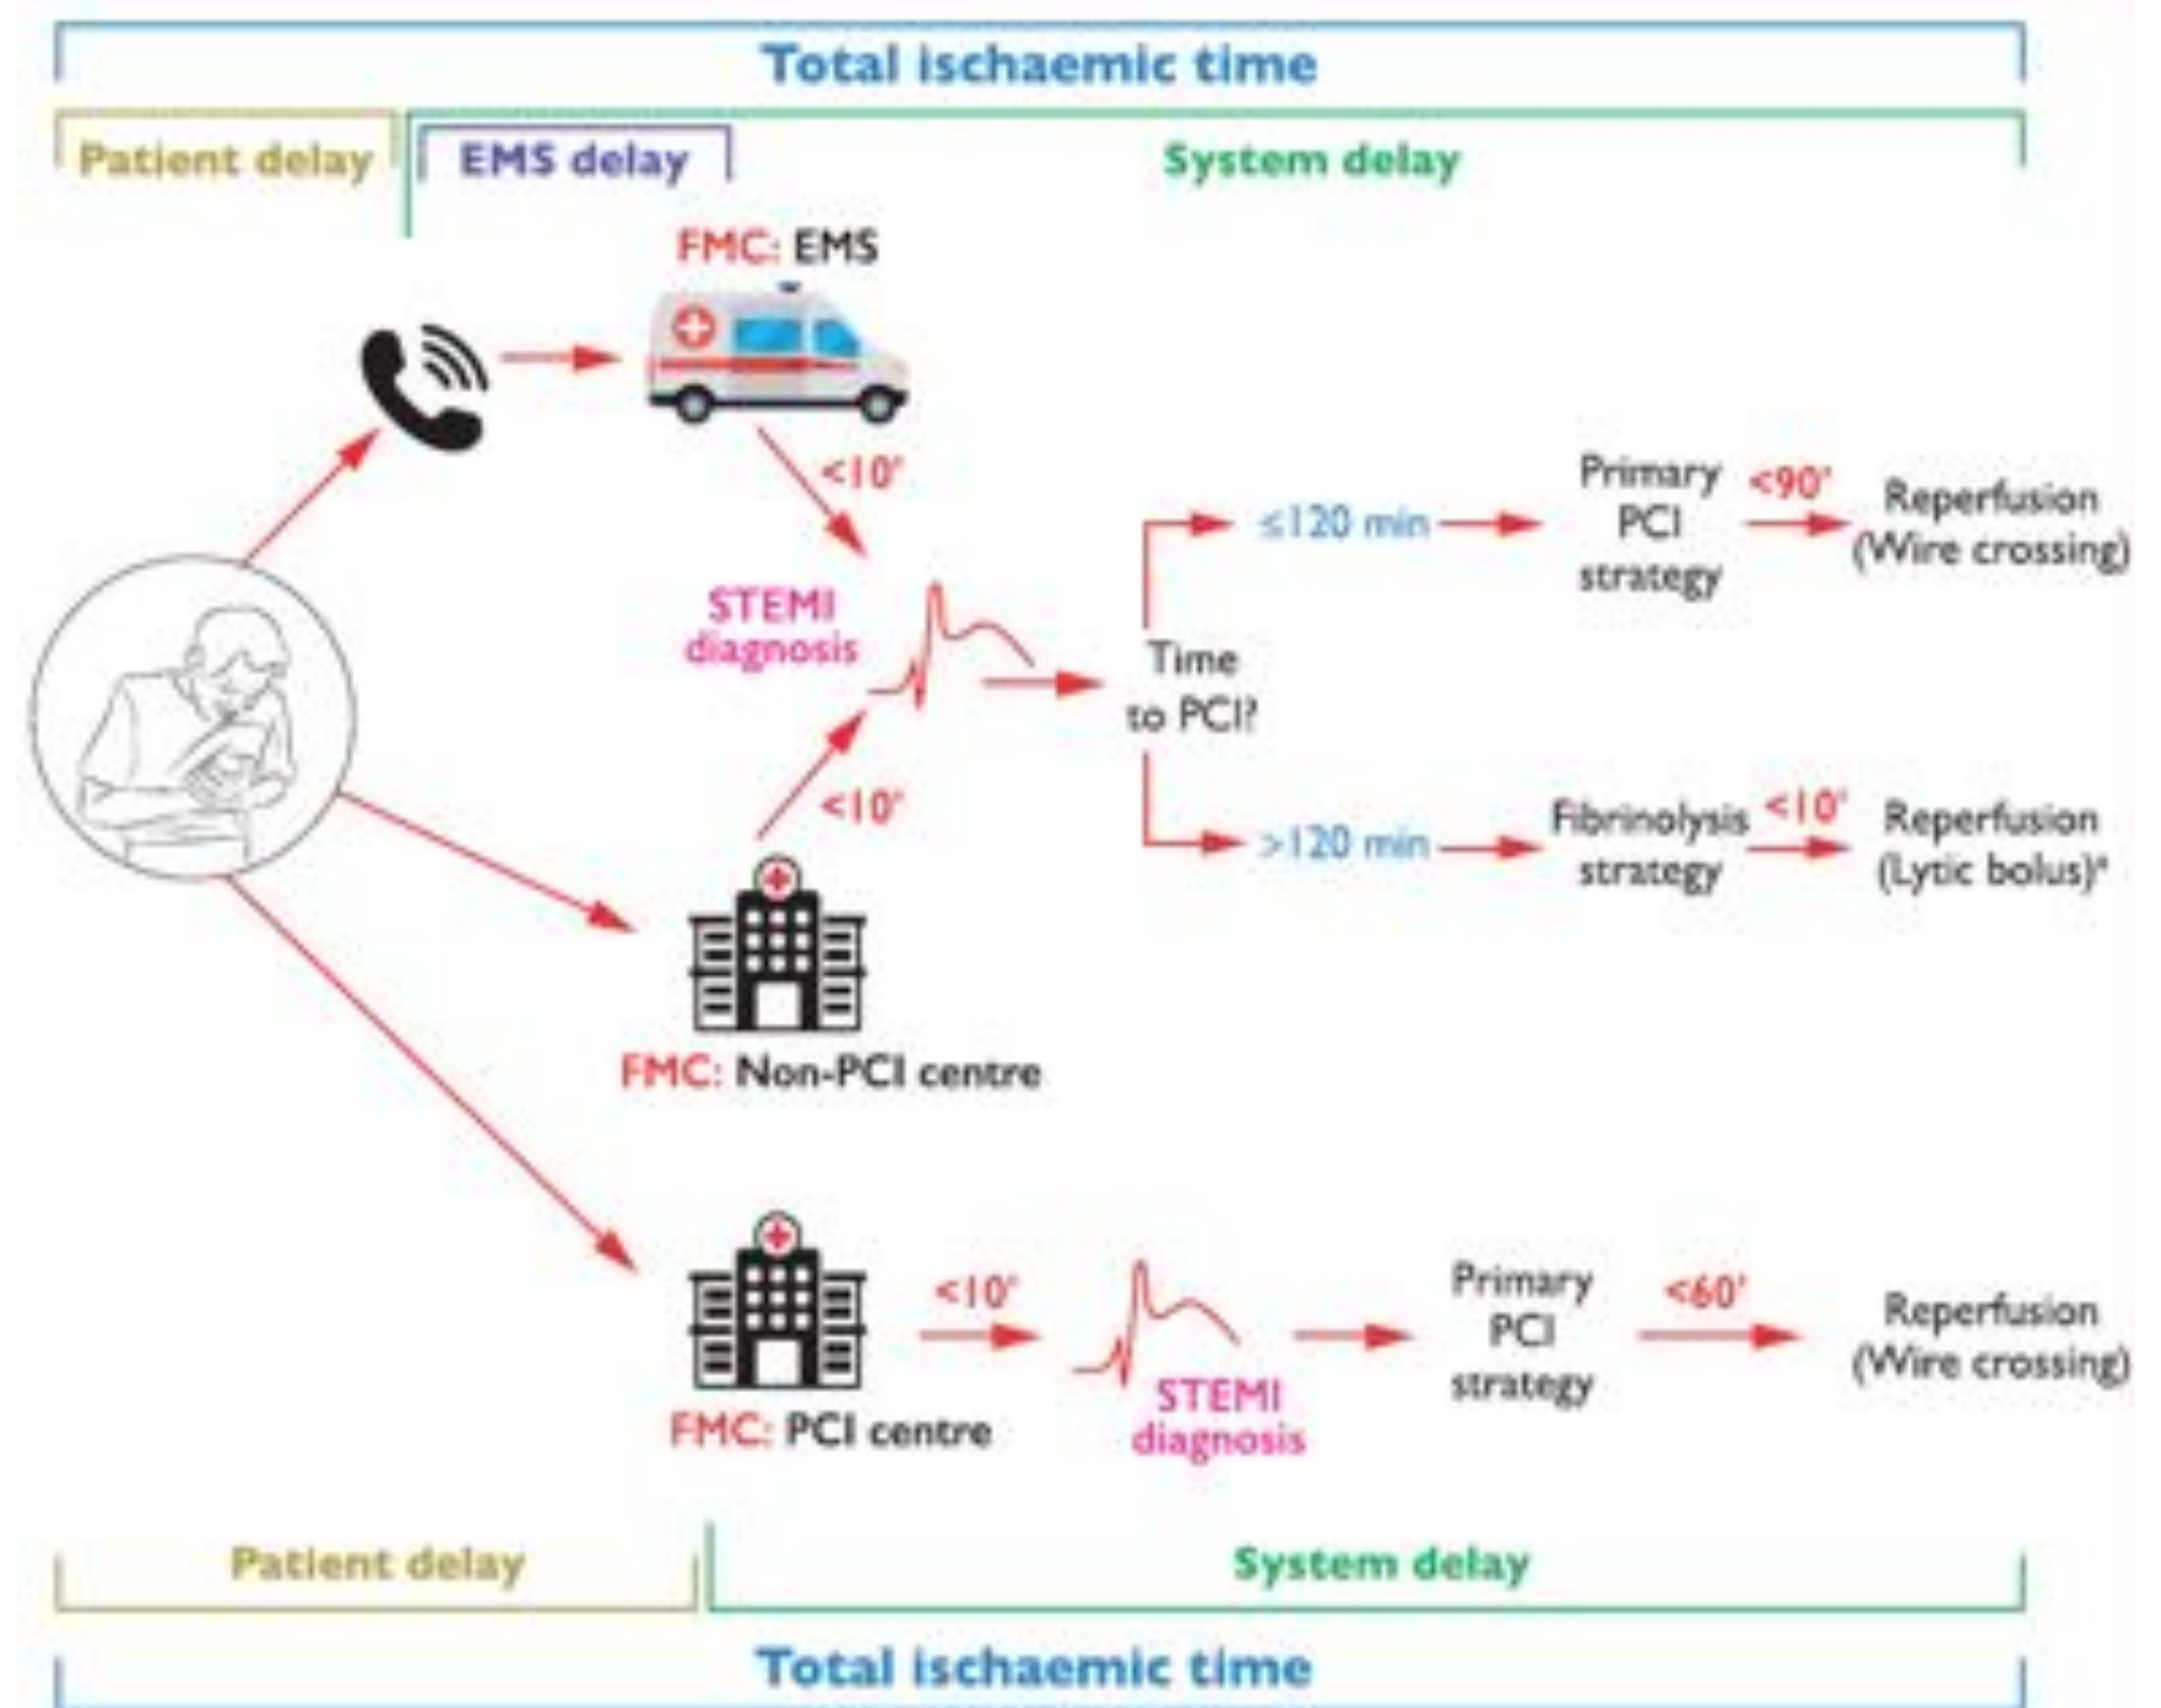 Total ischaemic time
Patient delay
EMS delay
System delay
FMC: EMS
<10'
STEMI
diagnosis
<10'
FMC: Non-PCI centre
Time
to PCI?
≤120 min
Primary
PCI
strategy
<90'
Reperfusion
(Wire crossing)
>120 min
Fibrinolysis
strategy
<10'
Reperfusion
(Lytic bolus)ª
FMC: PCI centre
<10'
STEMI
diagnosis
Primary
PCI
strategy
<60'
Reperfusion
(Wire crossing)
Patient delay
System delay
Total ischaemic time